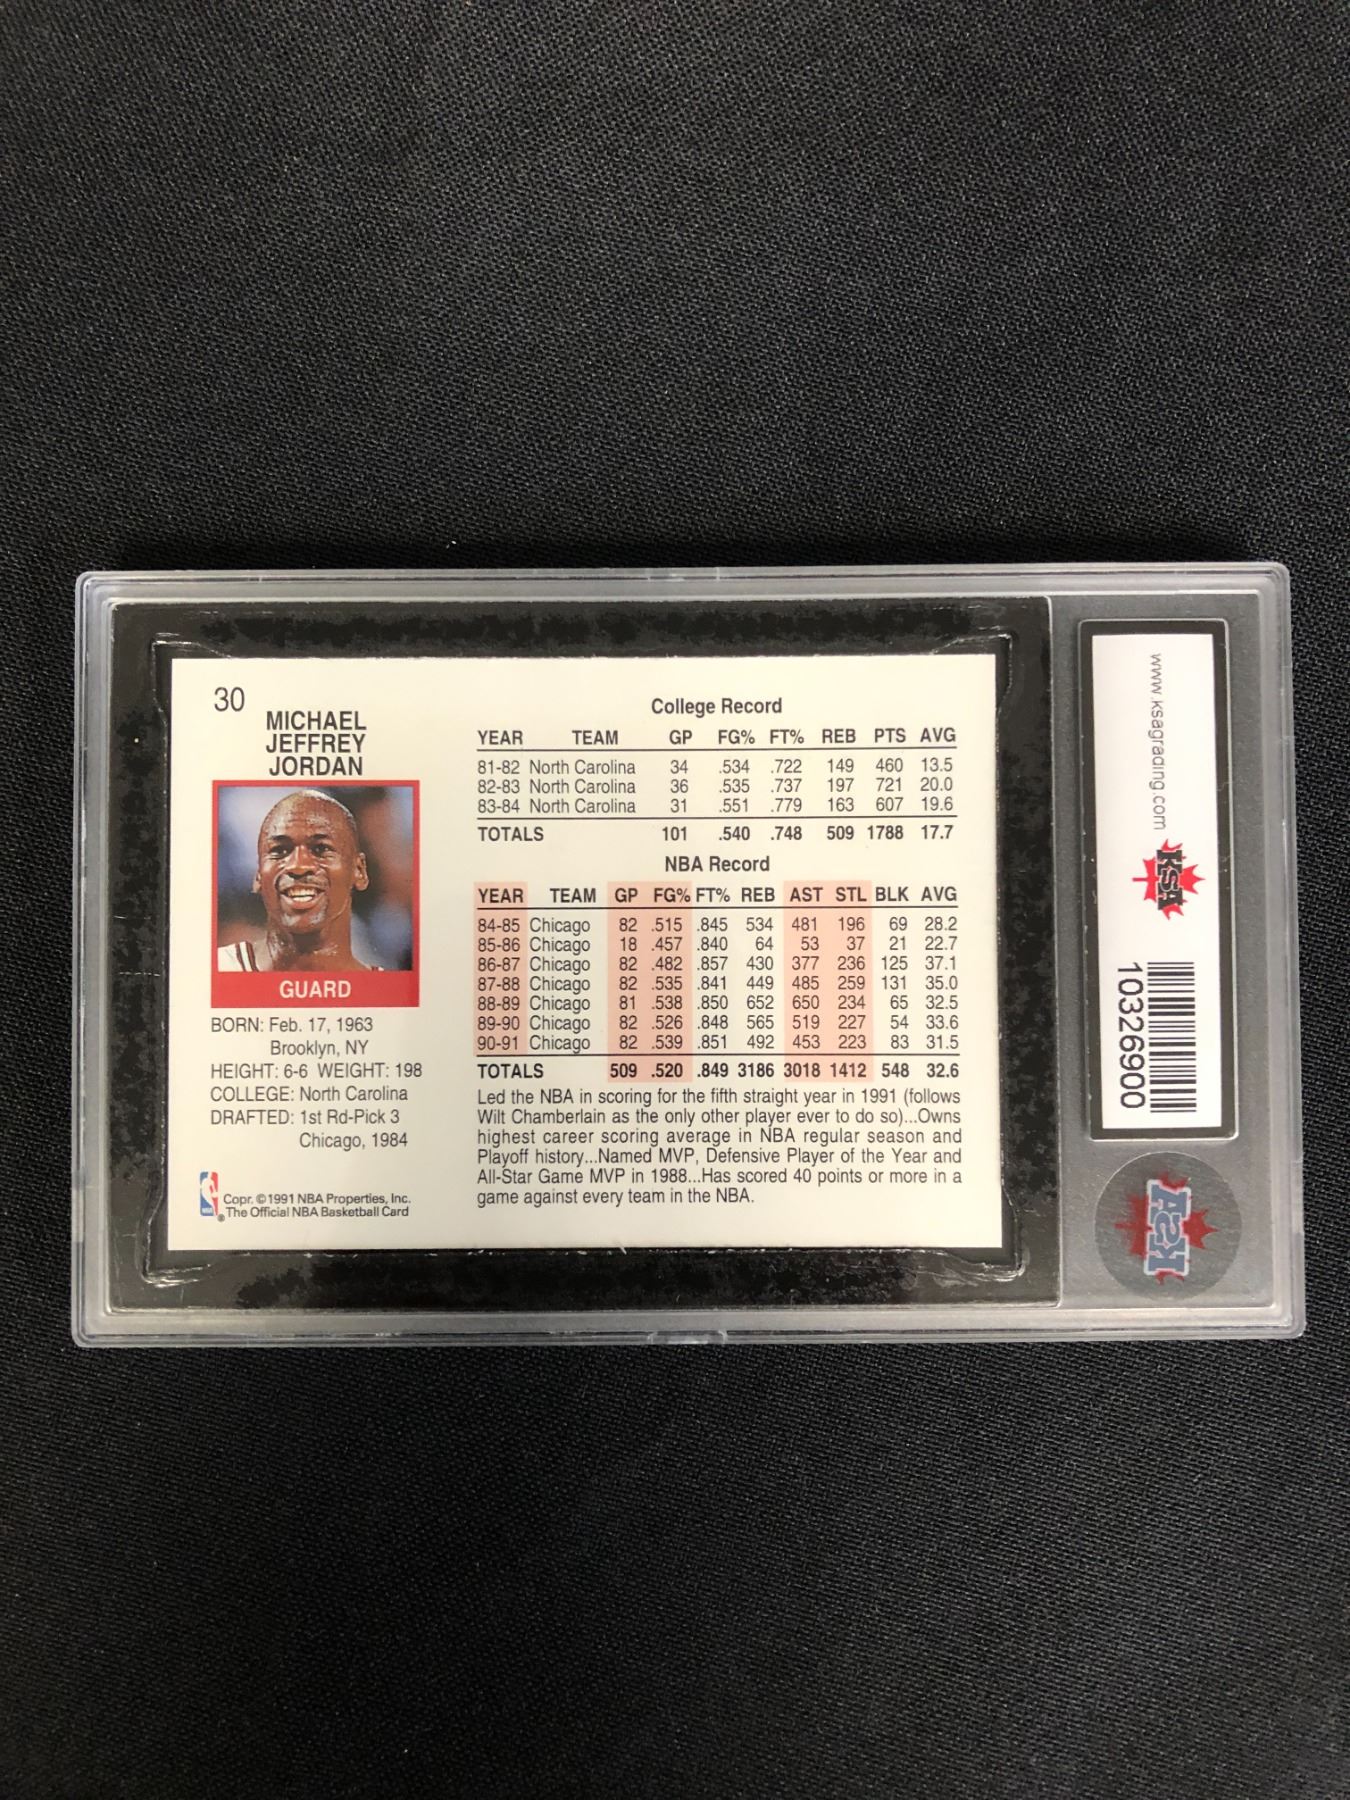 30
MICHAEL
JEFFREY
JORDAN
GUARD
BORN: Feb. 17, 1963
Brooklyn, NY
HEIGHT: 6-6 WEIGHT: 198
COLLEGE: North Carolina
DRAFTED: 1st Rd-Pick 3
Chicago, 1984
NBA
®
Copr. ©1991 NBA Properties, Inc.
The Official NBA Basketball Card
College Record
YEAR TEAM GP FG% FT% REB PTS AVG
81-82 North Carolina 34 .534 .722 149 460 13.5
82-83 North Carolina 36 .535 .737 197 721 20.0
83-84 North Carolina 31 .551 .779 163 607 19.6
TOTALS 101 .540 .748 509 1788 17.7
NBA Record
YEAR TEAM GP FG% FT% REB AST STL BLK AVG
84-85 Chicago 82 .515 .845 534 481 196 69 28.2
85-86 Chicago 18 .457 .840 64 53 37 21 22.7
86-87 Chicago 82 .482 .857 430 377 236 125 37.1
87-88 Chicago 82 .535 .841 449 485 259 131 35.0
88-89 Chicago 81 .538 .850 652 650 234 65 32.5
89-90 Chicago 82 .526 .848 565 519 227 54 33.6
90-91 Chicago 82 .539 .851 492 453 223 83 31.5
TOTALS 509 .520 .849 3186 3018 1412 548 32.6
Led the NBA in scoring for the fifth straight year in 1991 (follows
Wilt Chamberlain as the only other player ever to do so)...Owns
highest career scoring average in NBA regular season and
Playoff history...Named MVP, Defensive Player of the Year and
All-Star Game MVP in 1988...Has scored 40 points or more in a
game against every team in the NBA.
www.ksagrading.com
KSA
10326900
KSA